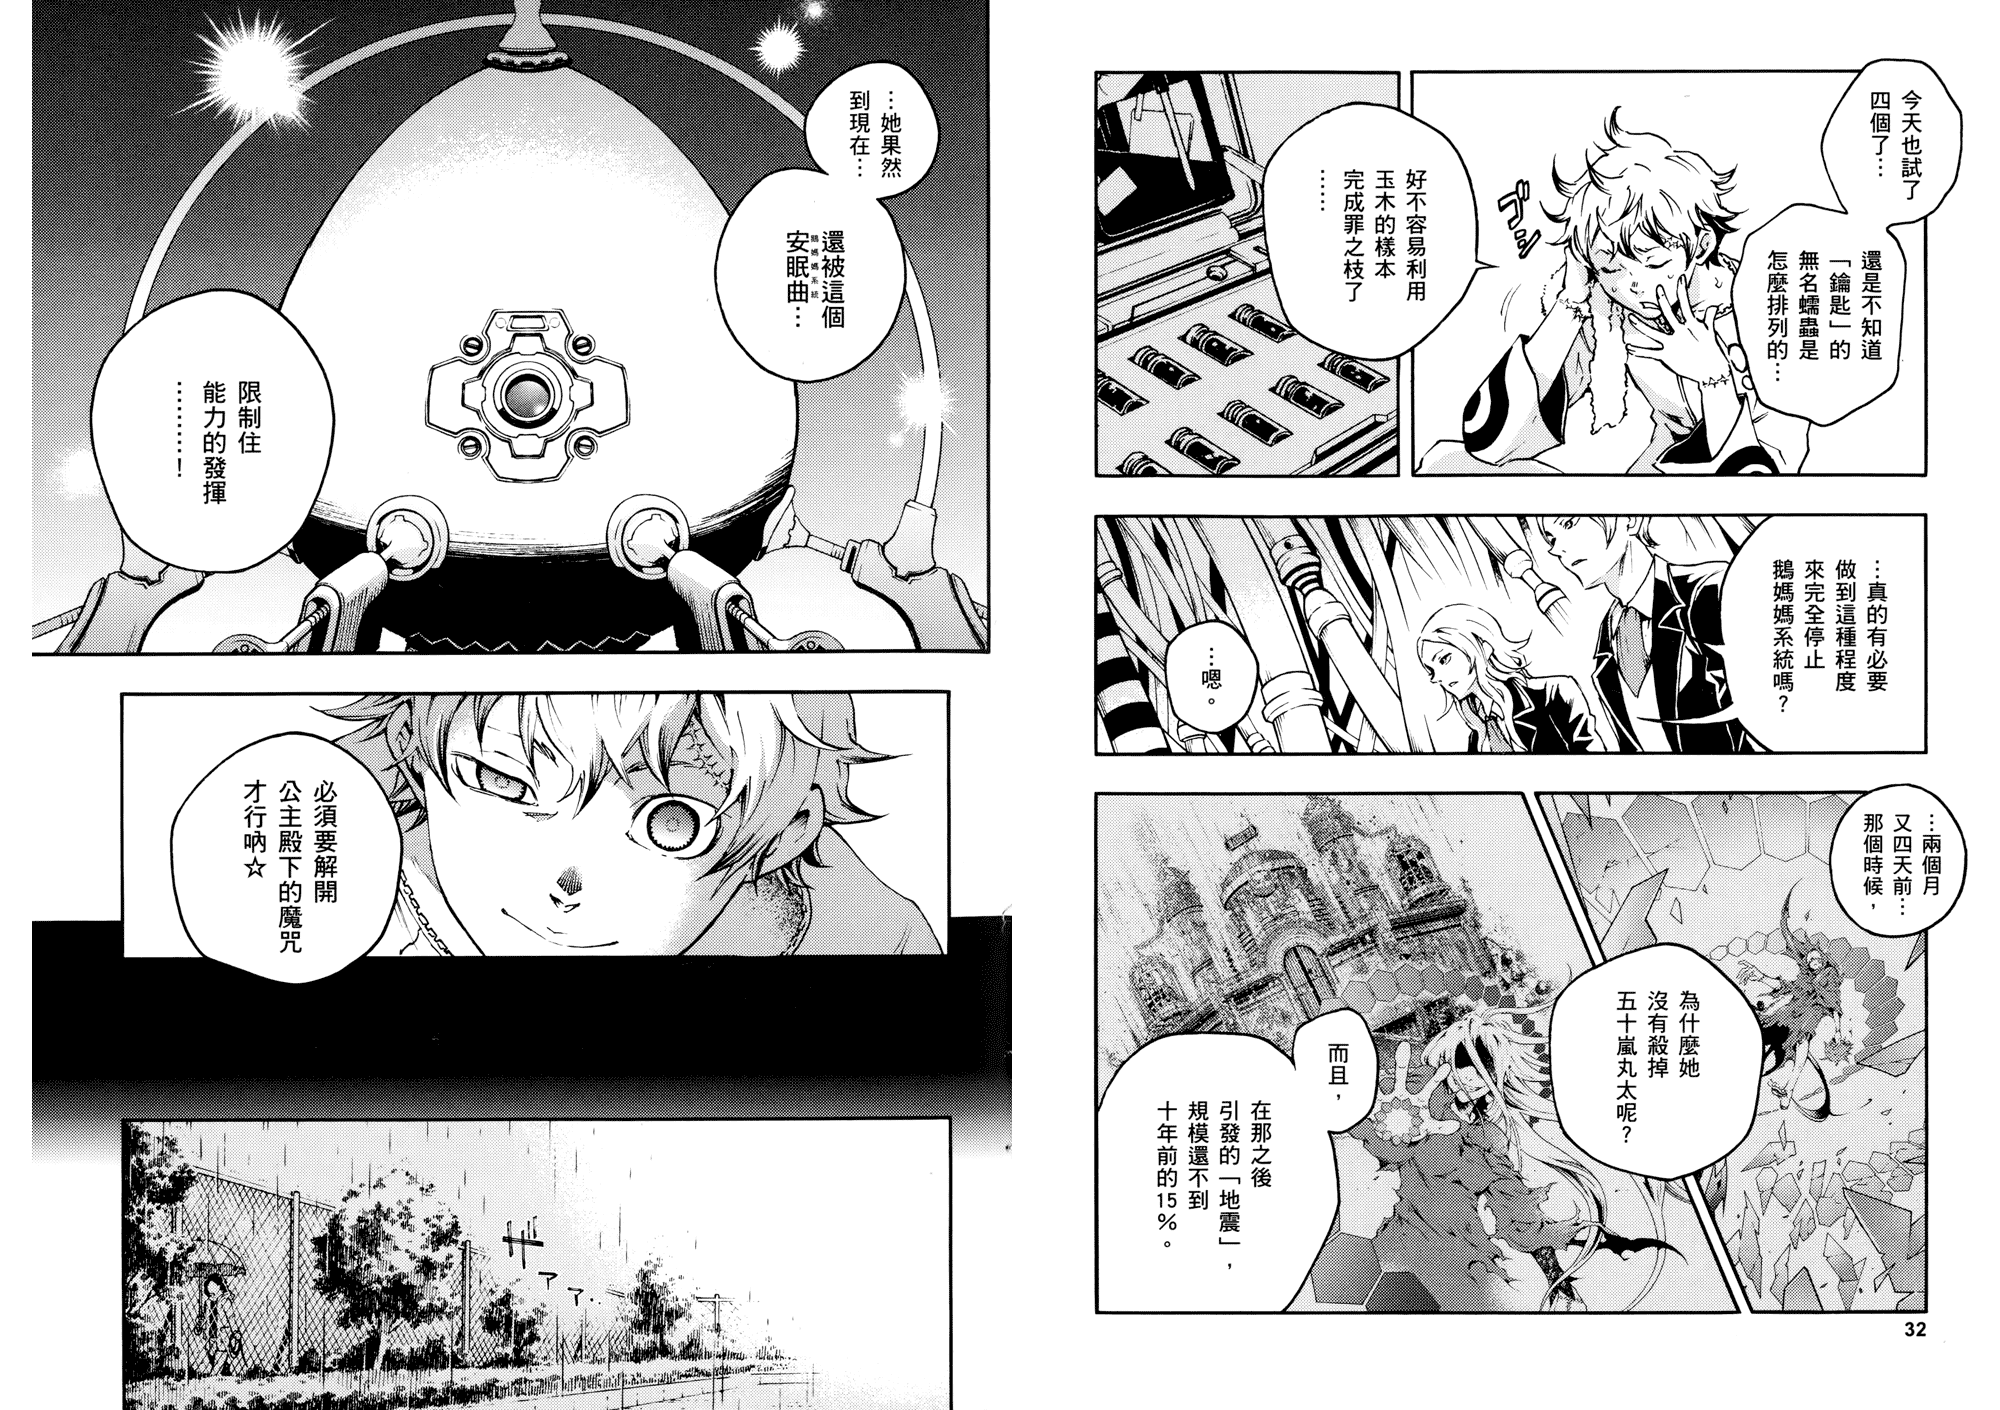 今天也試了
四個了…
還是不知道
「鑰匙」的
無名蠕蟲是
怎麼排列的…
ゴシ
好不容易利用
玉木的樣本
完成罪之枝了
……
…真的有必要
做到這種程度
來完全停止
鵝媽媽系統嗎？
…嗯。
…兩個月
又四天前…
那個時候，
為什麼她
沒有殺掉
五十嵐丸太呢？
而且，
在那之後
引發的「地震」，
規模還不到
十年前的15%。
32
…她果然
到現在…
還被這個
鵝媽媽系統
安眠曲…
限制住
能力的發揮
………！
必須要解開
公主殿下的魔咒
才行吶☆
ザァァ…